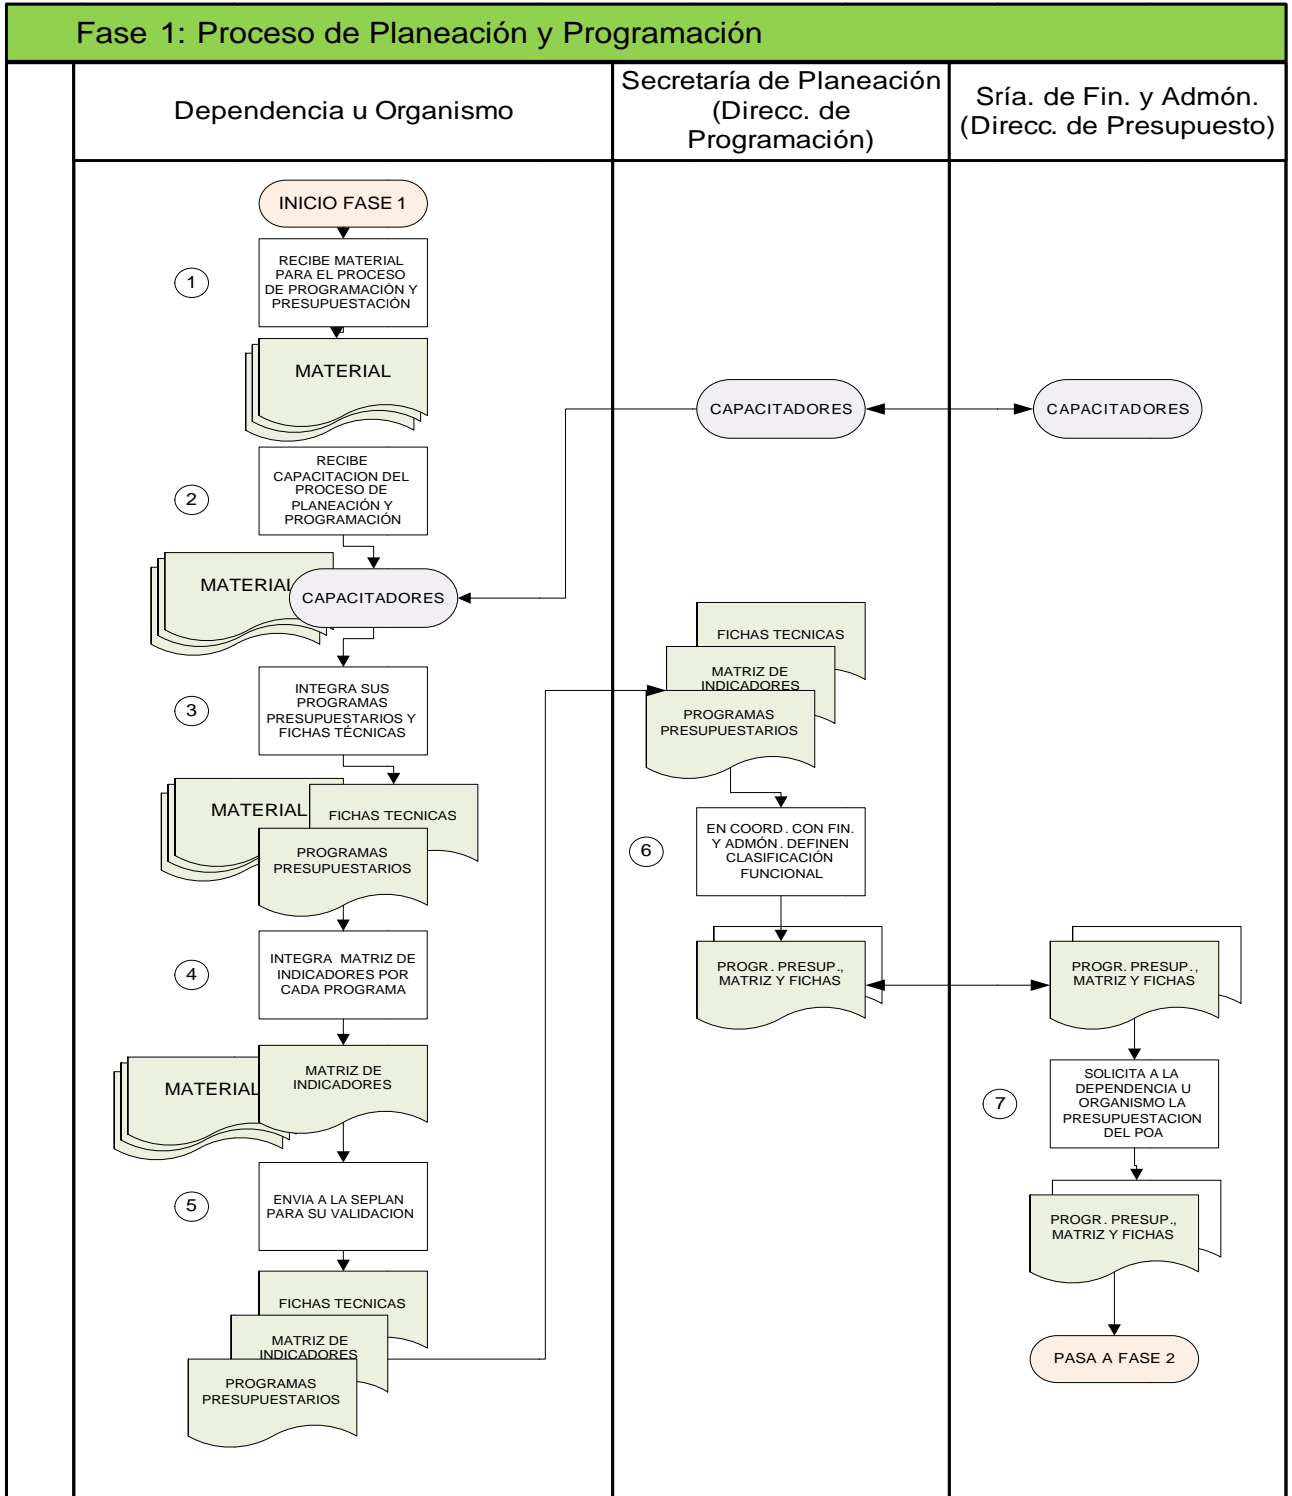 Fase 1: Proceso de Planeación y Programación
Dependencia u Organismo
Secretaría de Planeación
(Direcc. de
Programación)
Sría. de Fin. y Admón.
(Direcc. de Presupuesto)
INICIO FASE 1
1
RECIBE MATERIAL
PARA EL PROCESO
DE PROGRAMACIÓN Y
PRESUPUESTACIÓN
MATERIAL
2
RECIBE
CAPACITACION DEL
PROCESO DE
PLANEACIÓN Y
PROGRAMACIÓN
MATERIAL
CAPACITADORES
3
INTEGRA SUS
PROGRAMAS
PRESUPUESTARIOS Y
FICHAS TÉCNICAS
MATERIAL
FICHAS TECNICAS
PROGRAMAS
PRESUPUESTARIOS
4
INTEGRA MATRIZ DE
INDICADORES POR
CADA PROGRAMA
MATERIAL
MATRIZ DE
INDICADORES
5
ENVIA A LA SEPLAN
PARA SU VALIDACION
FICHAS TECNICAS
MATRIZ DE
INDICADORES
PROGRAMAS
PRESUPUESTARIOS
CAPACITADORES
FICHAS TECNICAS
MATRIZ DE
INDICADORES
PROGRAMAS
PRESUPUESTARIOS
6
EN COORD. CON FIN.
Y ADMÓN. DEFINEN
CLASIFICACIÓN
FUNCIONAL
PROGR. PRESUP.,
MATRIZ Y FICHAS
CAPACITADORES
PROGR. PRESUP.,
MATRIZ Y FICHAS
7
SOLICITA A LA
DEPENDENCIA U
ORGANISMO LA
PRESUPUESTACION
DEL POA
PROGR. PRESUP.,
MATRIZ Y FICHAS
PASA A FASE 2